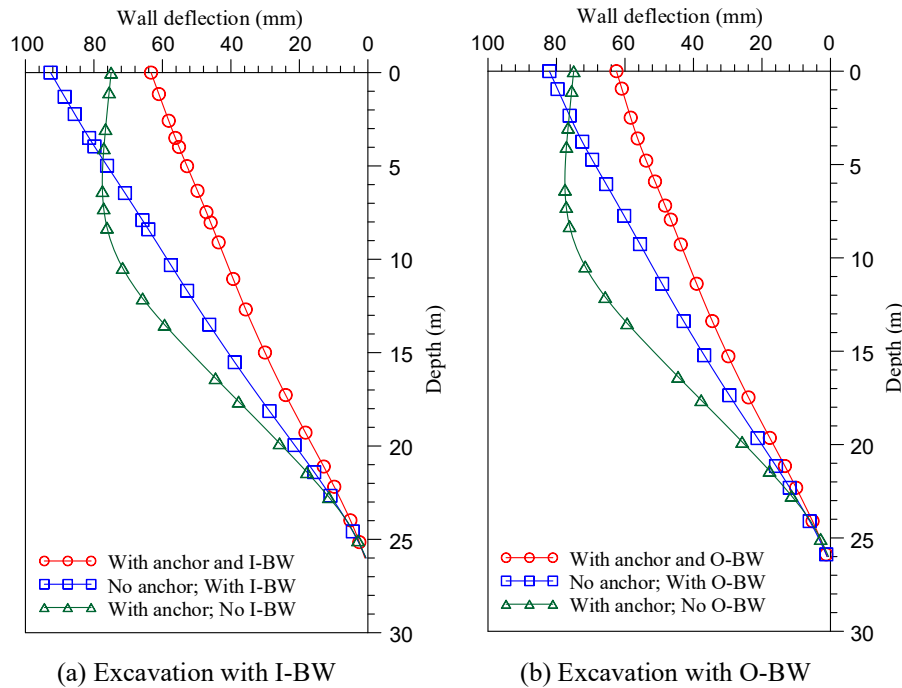 Wall deflection (mm)
100 80 60 40 20 0
0
5
10
15
20
25
30
Depth (m)
With anchor and I-BW
No anchor; With I-BW
With anchor; No I-BW
(a) Excavation with I-BW
Wall deflection (mm)
100 80 60 40 20 0
0
5
10
15
20
25
30
Depth (m)
With anchor and O-BW
No anchor; With O-BW
With anchor; No O-BW
(b) Excavation with O-BW